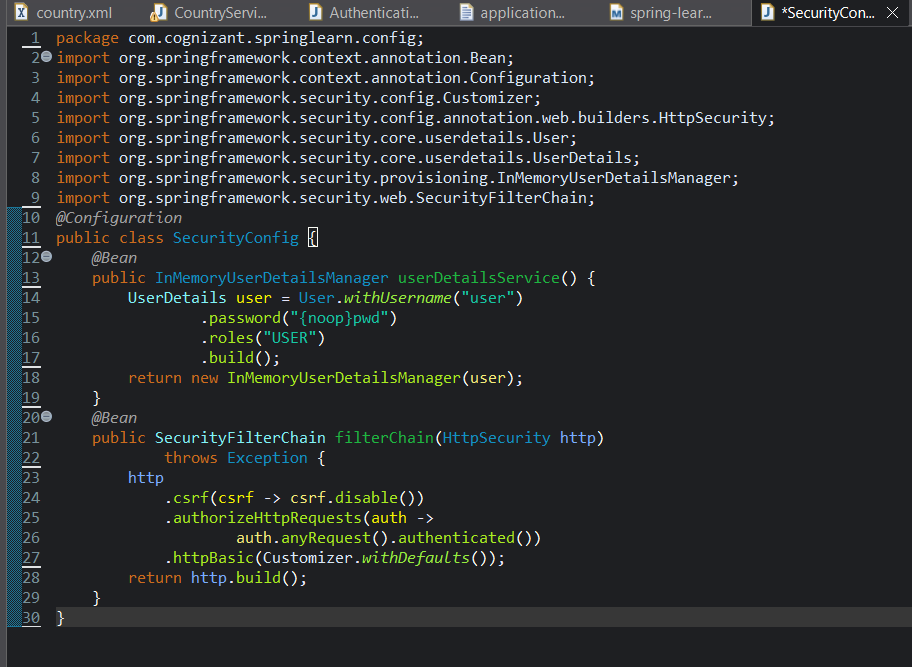 country.xml CountryServi... Authenticati... application... spring-lear... *SecurityCon...
1 package com.cognizant.springlearn.config;
2 import org.springframework.context.annotation.Bean;
3 import org.springframework.context.annotation.Configuration;
4 import org.springframework.security.config.Customizer;
5 import org.springframework.security.config.annotation.web.builders.HttpSecurity;
6 import org.springframework.security.core.userdetails.User;
7 import org.springframework.security.core.userdetails.UserDetails;
8 import org.springframework.security.provisioning.InMemoryUserDetailsManager;
9 import org.springframework.security.web.SecurityFilterChain;
10 @Configuration
11 public class SecurityConfig {
12     @Bean
13     public InMemoryUserDetailsManager userDetailsService() {
14         UserDetails user = User.withUsername("user")
15                 .password("{noop}pwd")
16                 .roles("USER")
17                 .build();
18         return new InMemoryUserDetailsManager(user);
19     }
20     @Bean
21     public SecurityFilterChain filterChain(HttpSecurity http)
22             throws Exception {
23         http
24             .csrf(csrf -> csrf.disable())
25             .authorizeHttpRequests(auth ->
26                     auth.anyRequest().authenticated())
27             .httpBasic(Customizer.withDefaults());
28         return http.build();
29     }
30 }